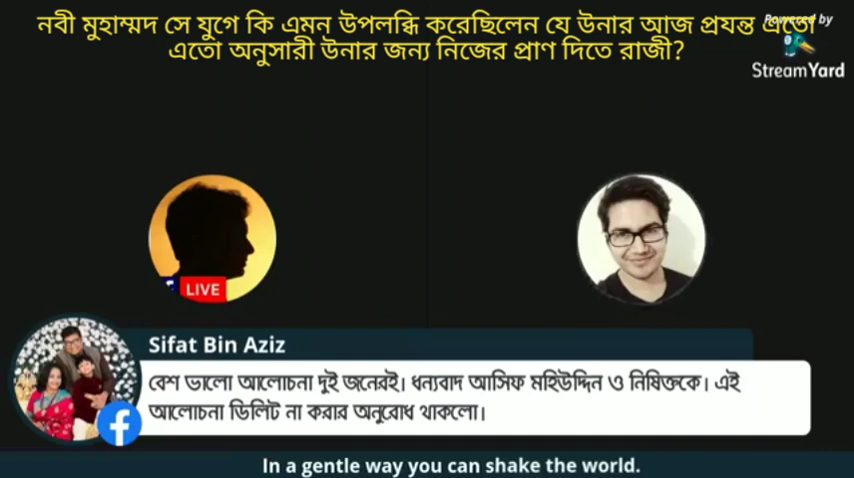 Powered by
StreamYard
নবী মুহাম্মদ সে যুগে কি এমন উপলব্ধি করেছিলেন যে উনার আজ প্রযন্ত এতো
এতো অনুসারী উনার জন্য নিজের প্রাণ দিতে রাজী?
LIVE
Sifat Bin Aziz
বেশ ভালো আলোচনা দুই জনেরই। ধন্যবাদ আসিফ মহিউদ্দিন ও নিষিক্তকে। এই
আলোচনা ডিলিট না করার অনুরোধ থাকলো।
In a gentle way you can shake the world.